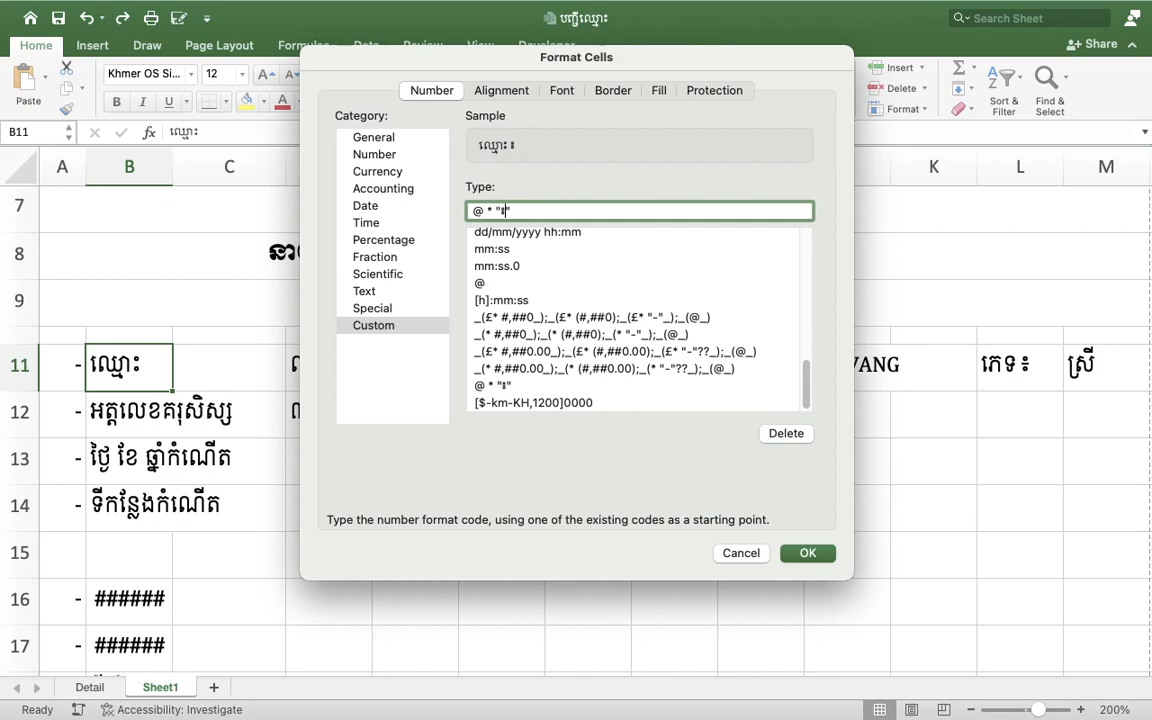 បញ្ជីឈ្មោះ
Search Sheet
Home Insert Draw Page Layout Formulas Data Review View Developer
Share
Format Cells
Khmer OS Si... 12 A A
Paste
B I U A
Insert
Delete
Format
Sort & Filter
Find & Select
Number Alignment Font Border Fill Protection
B11 fx ឈ្មោះ
Category:
General
Number
Currency
Accounting
Date
Time
Percentage
Fraction
Scientific
Text
Special
Custom
Sample
ឈ្មោះ ៖
Type:
@ * "៖"
dd/mm/yyyy hh:mm
mm:ss
mm:ss.0
@
[h]:mm:ss
_(£* #,##0_);_(£* (#,##0);_(£* "-"_);_(@_)
_(* #,##0_);_(* (#,##0);_(* "-"_);_(@_)
_(£* #,##0.00_);_(£* (#,##0.00);_(£* "-"??_);_(@_)
_(* #,##0.00_);_(* (#,##0.00);_(* "-"??_);_(@_)
@ * "៖"
[$-km-KH,1200]0000
Delete
Type the number format code, using one of the existing codes as a starting point.
Cancel OK
A B C K L M
7
8
9
11 - ឈ្មោះ VANG ភេទ ៖ ស្រី
12 - អត្តលេខគរុសិស្ស
13 - ថ្ងៃ ខែ ឆ្នាំកំណើត
14 - ទីកន្លែងកំណើត
15
16 - ######
17 - ######
Detail Sheet1 +
Ready Accessibility: Investigate 200%